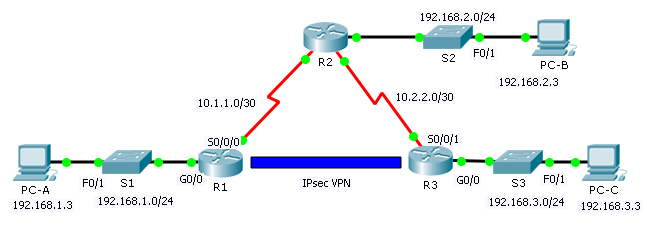 192.168.2.0/24
R2
S2
F0/1
PC-B
192.168.2.3
10.1.1.0/30
10.2.2.0/30
S0/0/0
S0/0/1
PC-A
F0/1
S1
G0/0
R1
IPsec VPN
R3
G0/0
S3
F0/1
PC-C
192.168.1.3
192.168.1.0/24
192.168.3.0/24
192.168.3.3